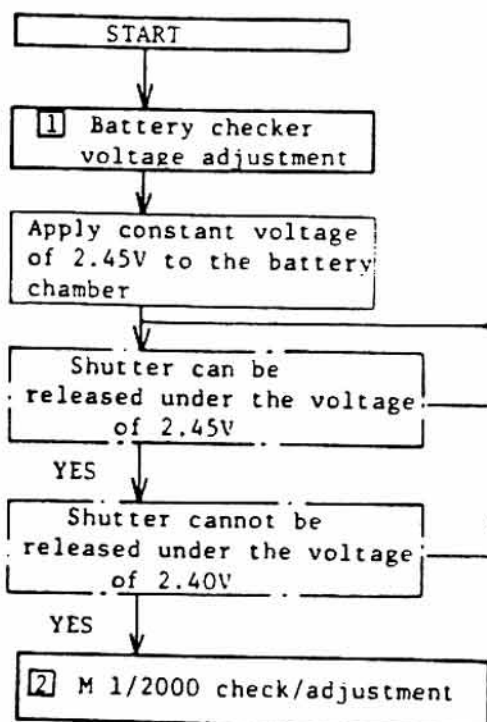 START
1 Battery checker
voltage adjustment
Apply constant voltage
of 2.45V to the battery
chamber
Shutter can be
released under the voltage
of 2.45V
YES
Shutter cannot be
released under the voltage
of 2.40V
YES
2 M 1/2000 check/adjustment